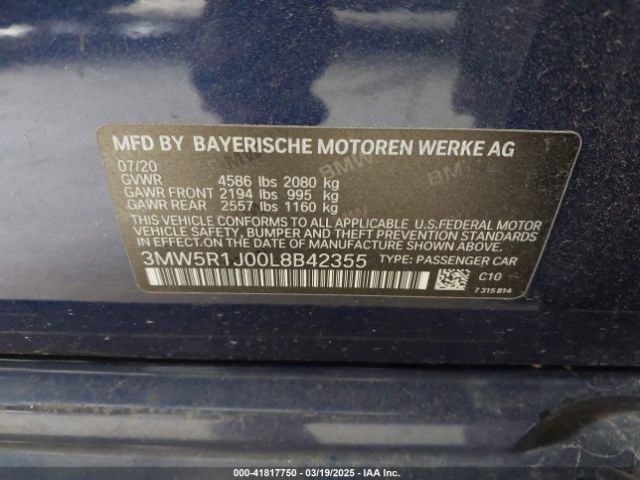 MFD BY BAYERISCHE MOTOREN WERKE AG
07/20
GVWR 4586 lbs 2080 kg
GAWR FRONT 2194 lbs 995 kg
GAWR REAR 2557 lbs 1160 kg
THIS VEHICLE CONFORMS TO ALL APPLICABLE U.S.FEDERAL MOTOR
VEHICLE SAFETY, BUMPER AND THEFT PREVENTION STANDARDS
IN EFFECT ON THE DATE OF MANUFACTURE SHOWN ABOVE.
3MW5R1J00L8B42355 TYPE: PASSENGER CAR
C10
7 315 814
000-41817750 — 03/19/2025 — IAA Inc.